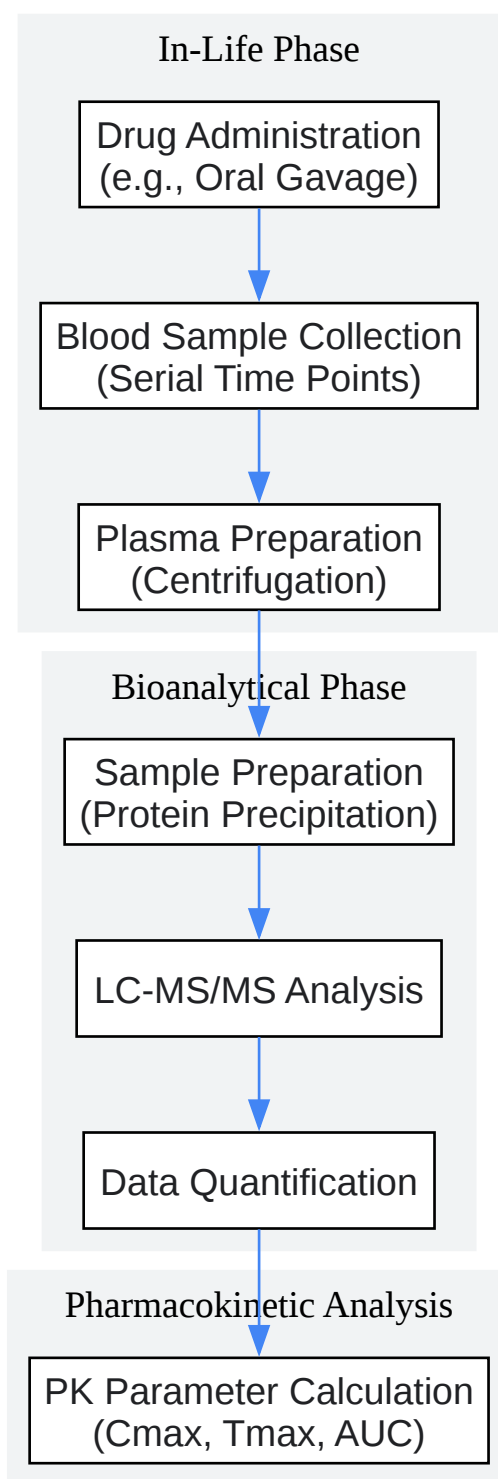 In-Life Phase
Drug Administration
(e.g., Oral Gavage)
Blood Sample Collection
(Serial Time Points)
Plasma Preparation
(Centrifugation)
Bioanalytical Phase
Sample Preparation
(Protein Precipitation)
LC-MS/MS Analysis
Data Quantification
Pharmacokinetic Analysis
PK Parameter Calculation
(Cmax, Tmax, AUC)